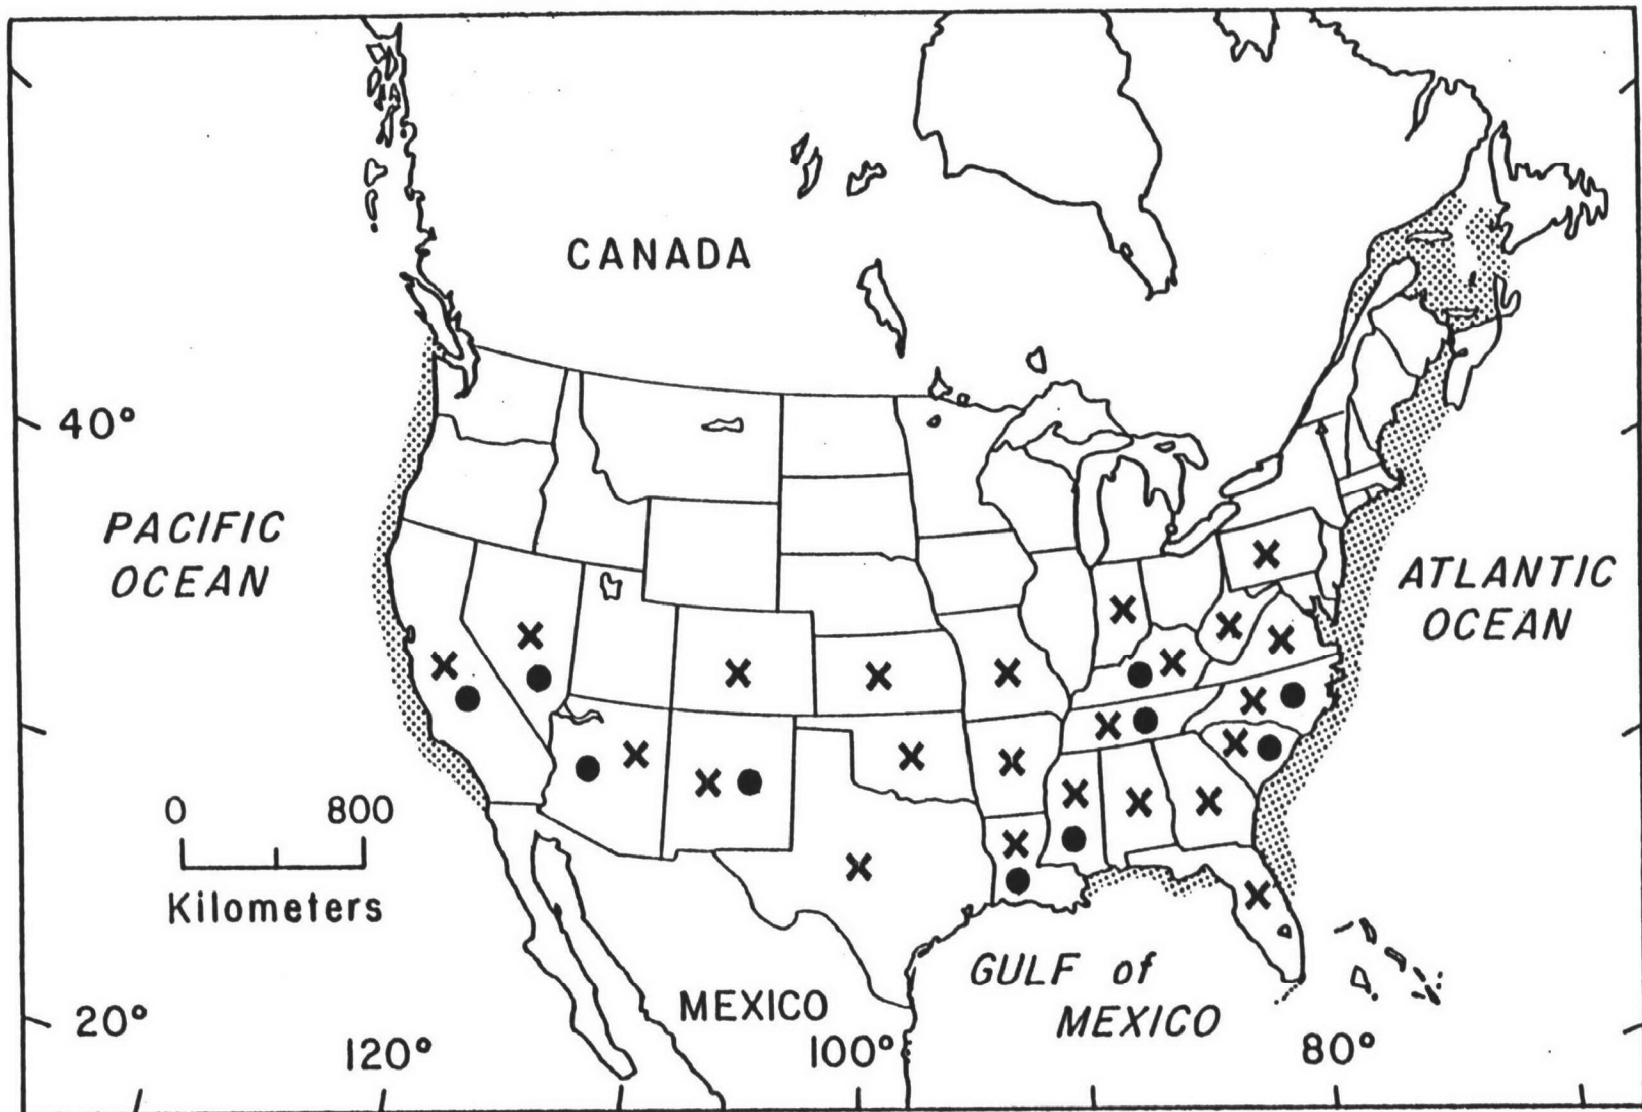 CANADA
40°
PACIFIC
OCEAN
ATLANTIC
OCEAN
0 800
Kilometers
GULF of
MEXICO
MEXICO
20°
120° 100° 80°